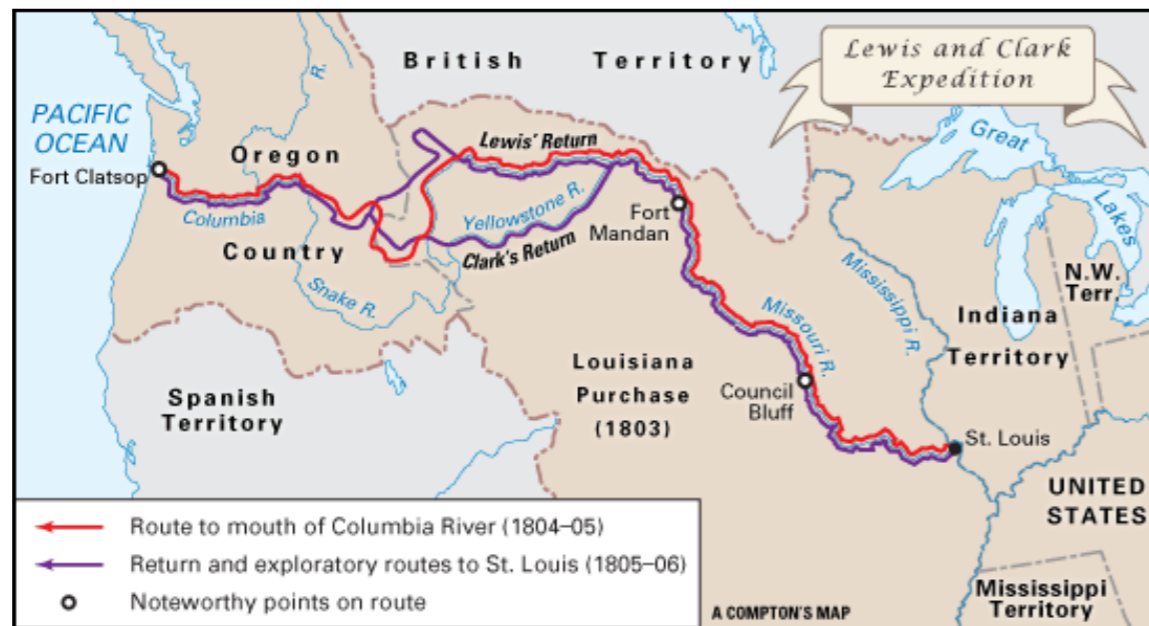 Lewis and Clark
Expedition
British Territory
PACIFIC
OCEAN
Fort Clatsop
Oregon
Country
R.
Columbia
Snake R.
Lewis' Return
Yellowstone R.
Clark's Return
Fort
Mandan
Great
Lakes
N.W.
Terr.
Mississippi R.
Indiana
Territory
Missouri R.
Louisiana
Purchase
(1803)
Council
Bluff
St. Louis
Spanish
Territory
UNITED
STATES
Mississippi
Territory
Route to mouth of Columbia River (1804–05)
Return and exploratory routes to St. Louis (1805–06)
Noteworthy points on route
A COMPTON'S MAP